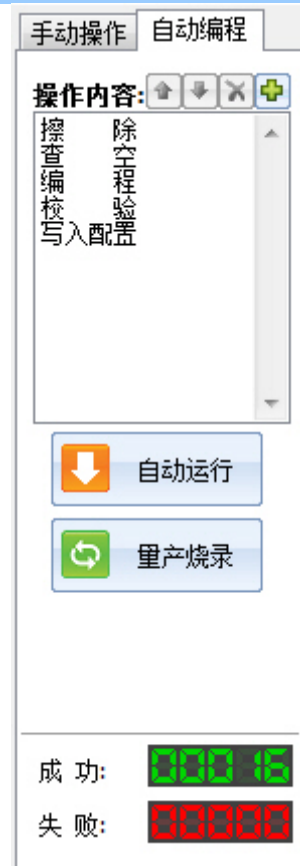 手动操作 自动编程
操作内容:
擦 除
查 空
编 程
校 验
写入配置
自动运行
量产烧录
成 功: 00016
失 败: 00000